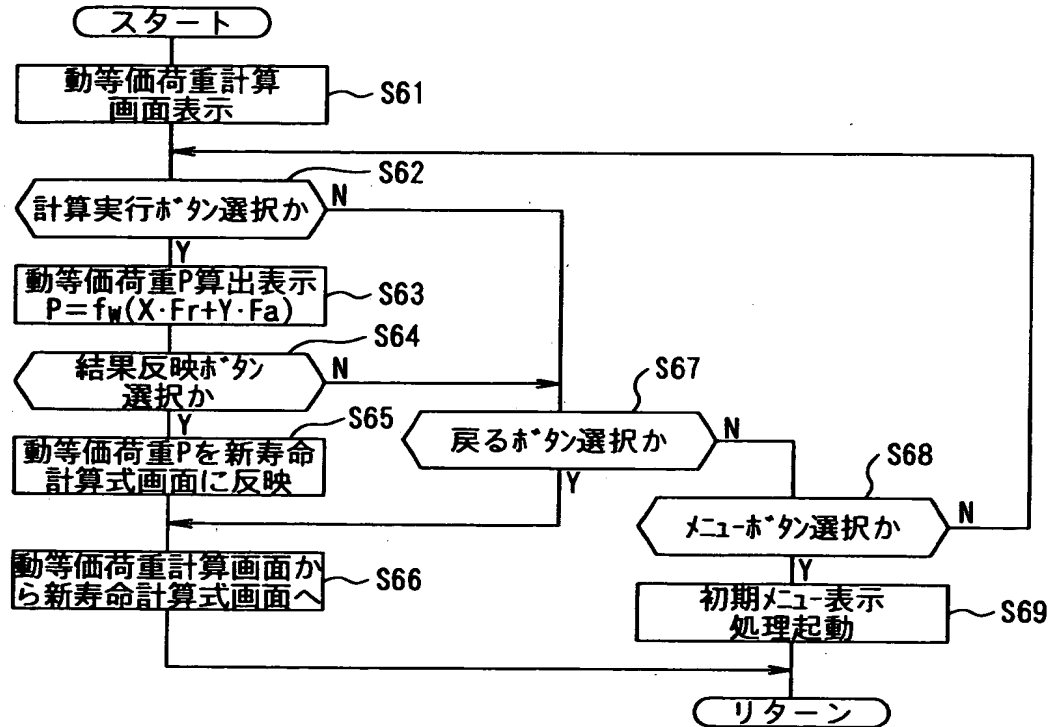 スタート
動等価荷重計算
画面表示
S61
S62
計算実行ボタン選択か
N
Y
動等価荷重P算出表示
P=fw(X·Fr+Y·Fa)
S63
S64
結果反映ボタン
選択か
N
Y
S65
動等価荷重Pを新寿命
計算式画面に反映
S67
戻るボタン選択か
N
Y
S68
メニューボタン選択か
N
Y
動等価荷重計算画面か
ら新寿命計算式画面へ
S66
初期メニュー表示
処理起動
S69
リターン